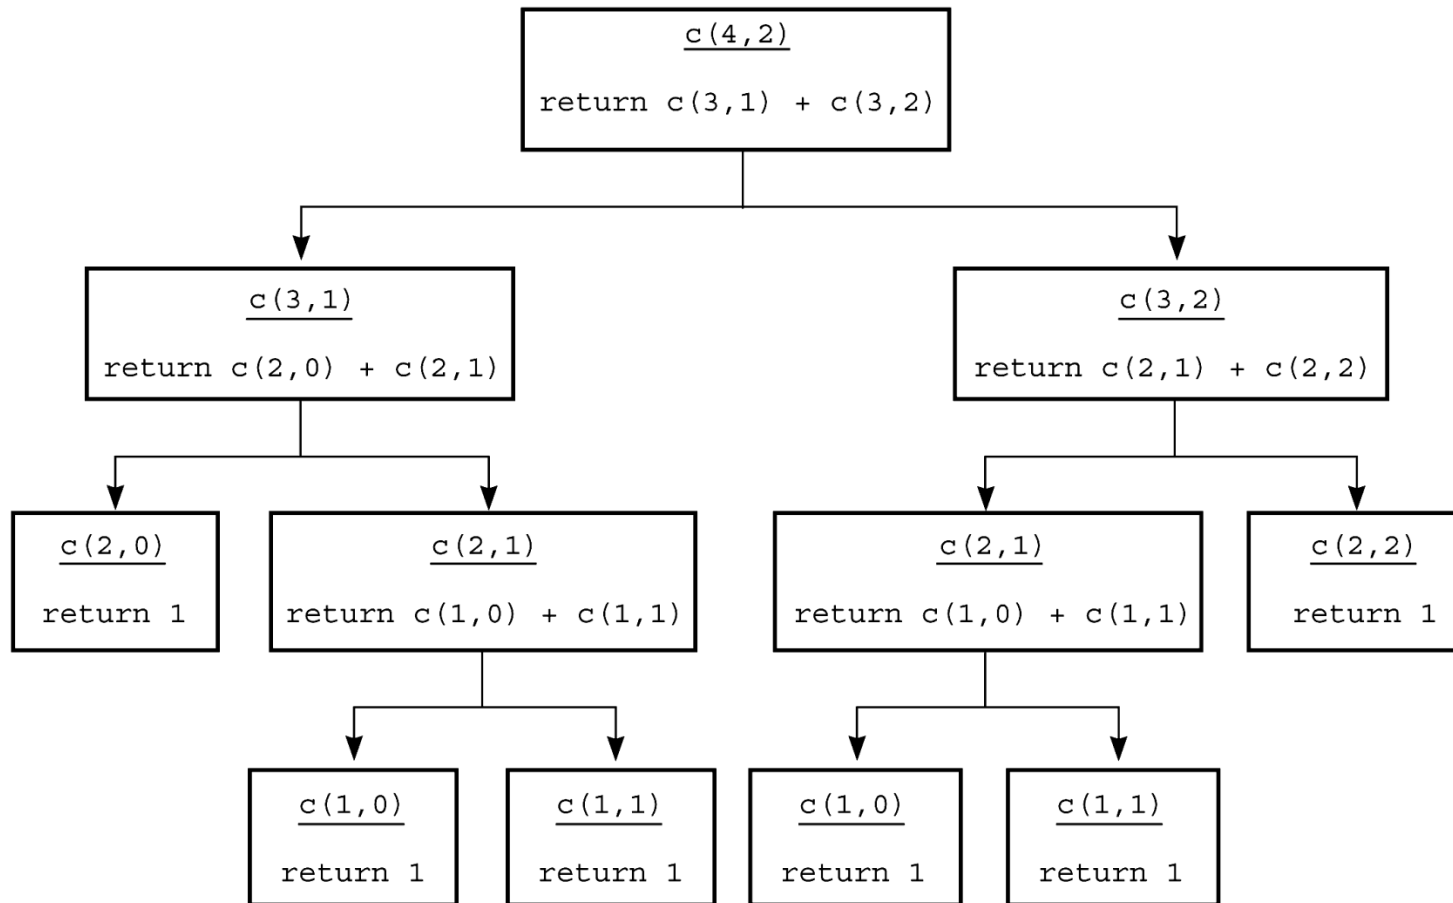 c(4,2)
return c(3,1) + c(3,2)
c(3,1)
return c(2,0) + c(2,1)
c(3,2)
return c(2,1) + c(2,2)
c(2,0)
return 1
c(2,1)
return c(1,0) + c(1,1)
c(2,1)
return c(1,0) + c(1,1)
c(2,2)
return 1
c(1,0)
return 1
c(1,1)
return 1
c(1,0)
return 1
c(1,1)
return 1